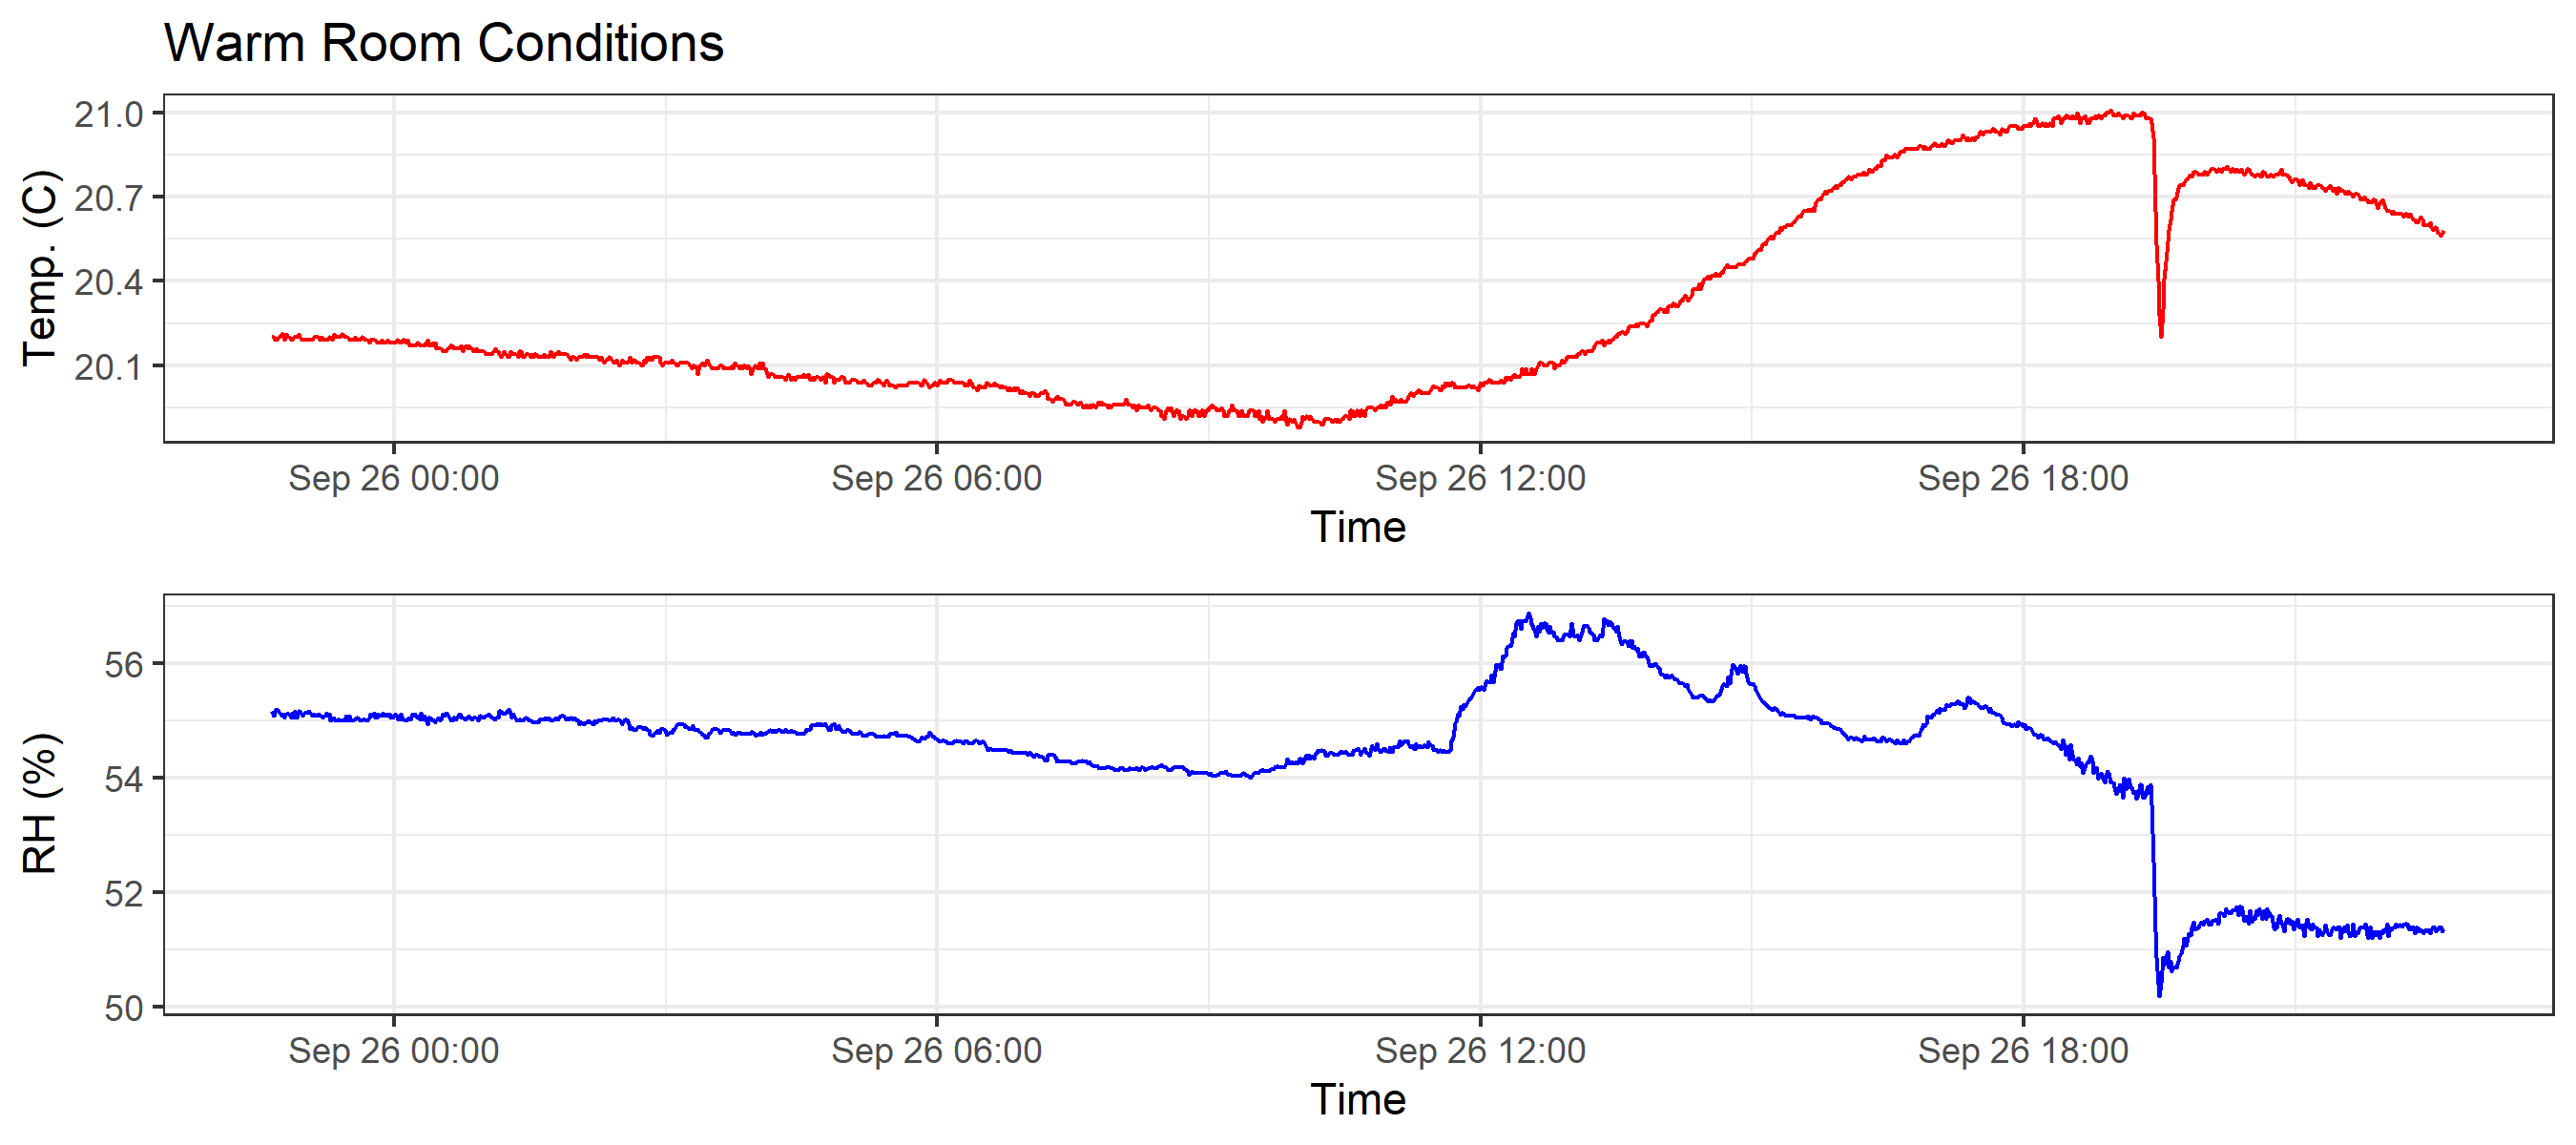 Warm Room Conditions
21.0
20.7
20.4
20.1
Temp. (C)
Sep 26 00:00 Sep 26 06:00 Sep 26 12:00 Sep 26 18:00
Time
56
54
52
50
RH (%)
Sep 26 00:00 Sep 26 06:00 Sep 26 12:00 Sep 26 18:00
Time